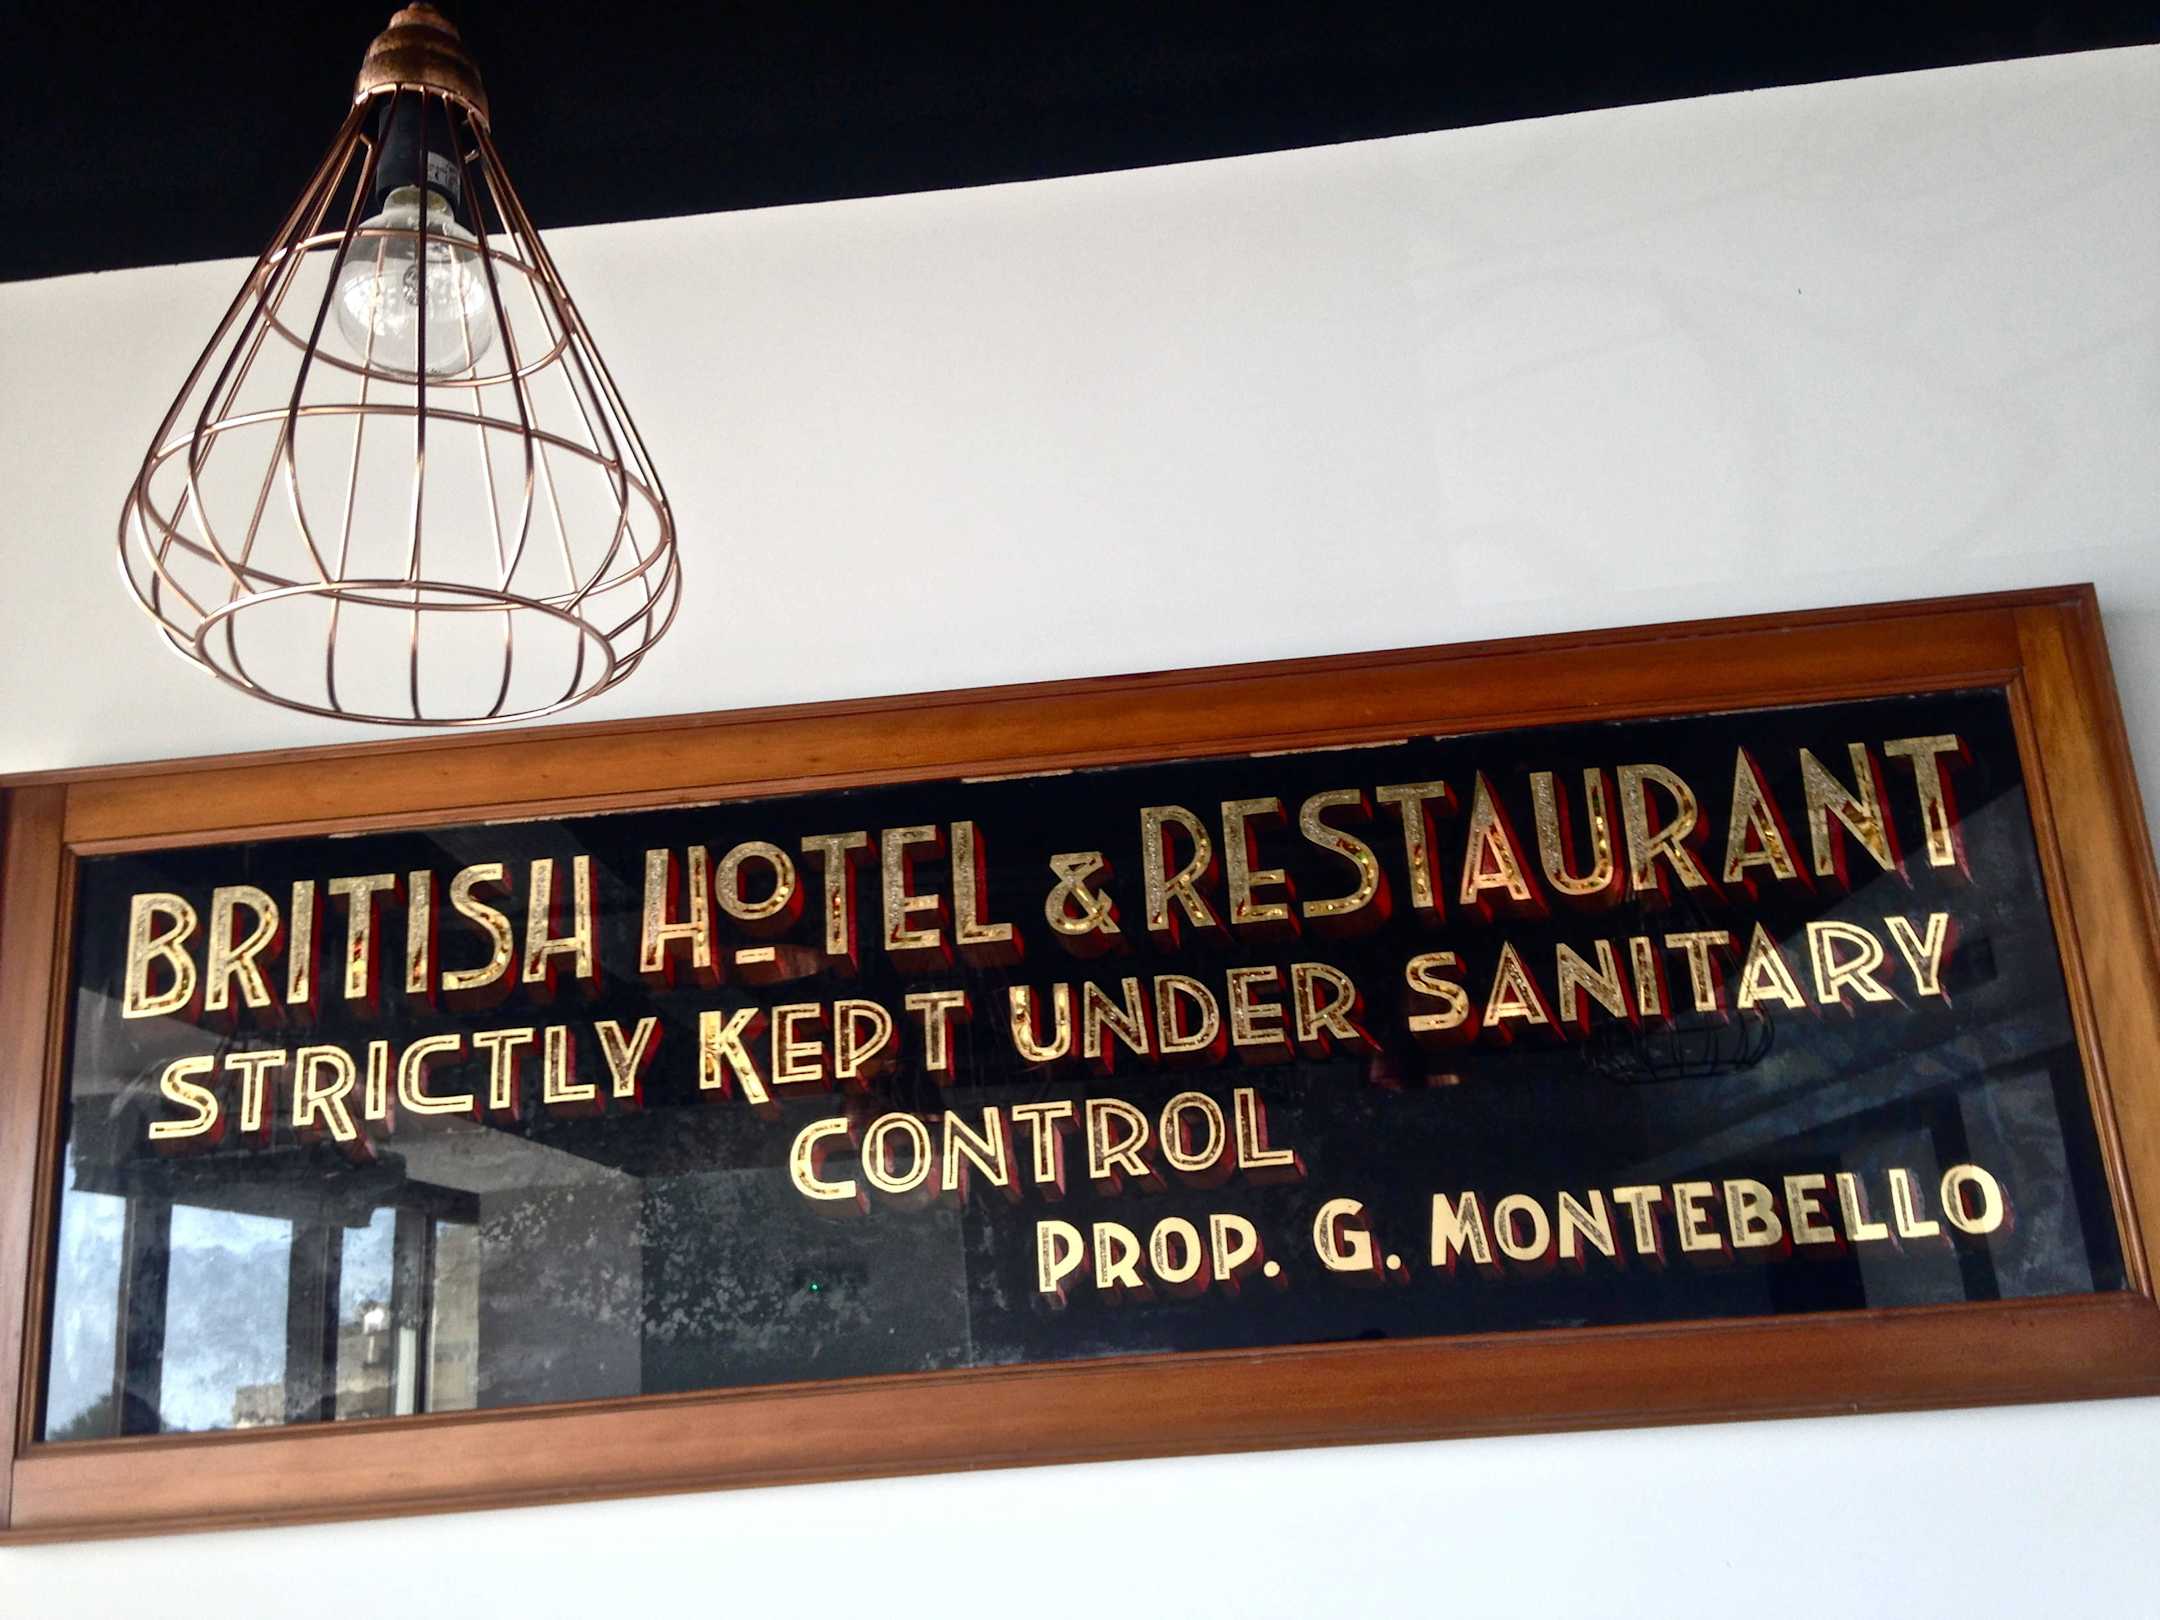 BRITISH HOTEL & RESTAURANT
STRICTLY KEPT UNDER SANITARY
CONTROL
PROP. G. MONTEBELLO